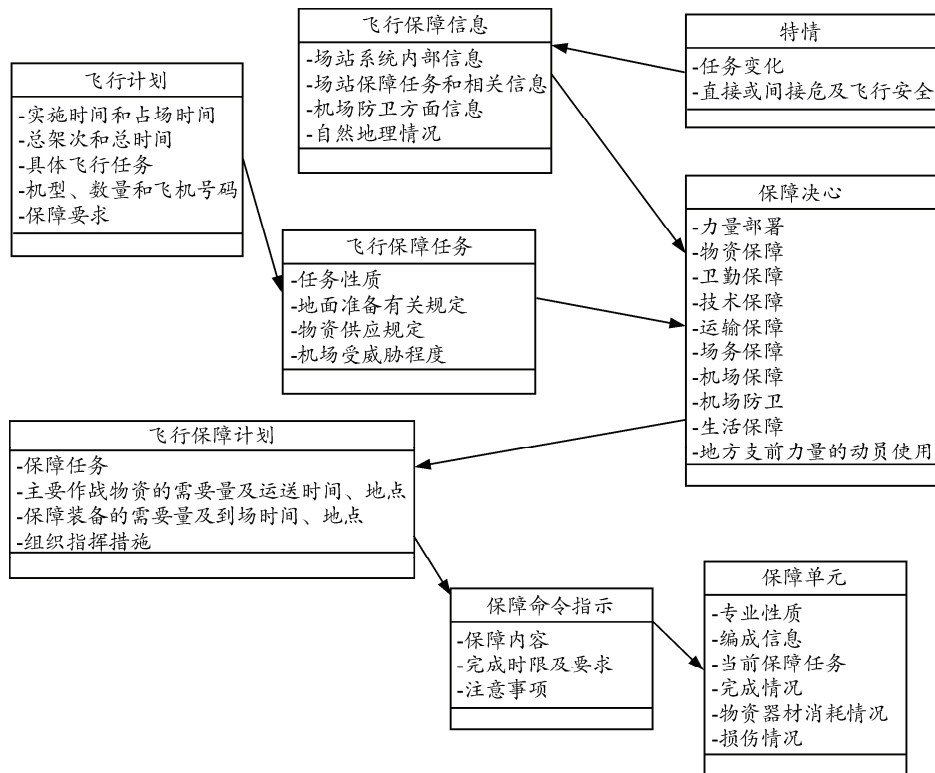 飞行保障信息
-场站系统内部信息
-场站保障任务和相关信息
-机场防卫方面信息
-自然地理情况
特情
-任务变化
-直接或间接危及飞行安全
飞行计划
-实施时间和占场时间
-总架次和总时间
-具体飞行任务
-机型、数量和飞机号码
-保障要求
飞行保障任务
-任务性质
-地面准备有关规定
-物资供应规定
-机场受威胁程度
保障决心
-力量部署
-物资保障
-卫勤保障
-技术保障
-运输保障
-场务保障
-机场保障
-机场防卫
-生活保障
-地方支前力量的动员使用
飞行保障计划
-保障任务
-主要作战物资的需要量及运送时间、地点
-保障装备的需要量及到场时间、地点
-组织指挥措施
保障命令指示
-保障内容
-完成时限及要求
-注意事项
保障单元
-专业性质
-编成信息
-当前保障任务
-完成情况
-物资器材消耗情况
-损伤情况